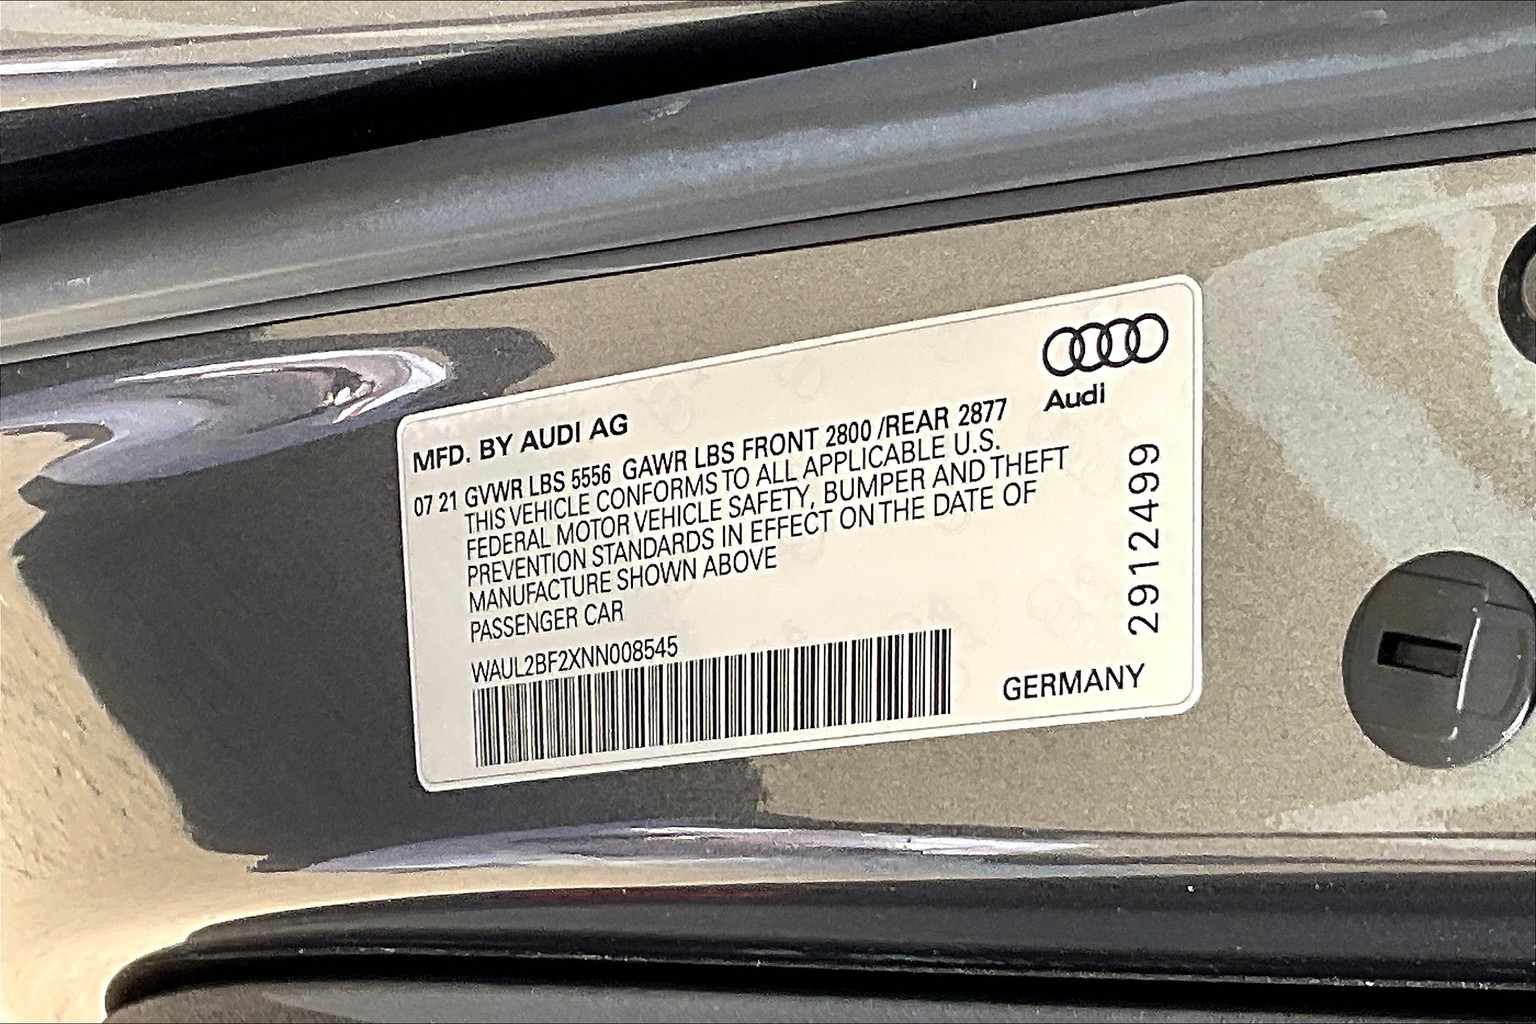 Audi
MFD. BY AUDI AG
07 21 GVWR LBS 5556 GAWR LBS FRONT 2800 /REAR 2877
THIS VEHICLE CONFORMS TO ALL APPLICABLE U.S.
FEDERAL MOTOR VEHICLE SAFETY, BUMPER AND THEFT
PREVENTION STANDARDS IN EFFECT ON THE DATE OF
MANUFACTURE SHOWN ABOVE
PASSENGER CAR
WAUL2BF2XNN008545
GERMANY
2912499